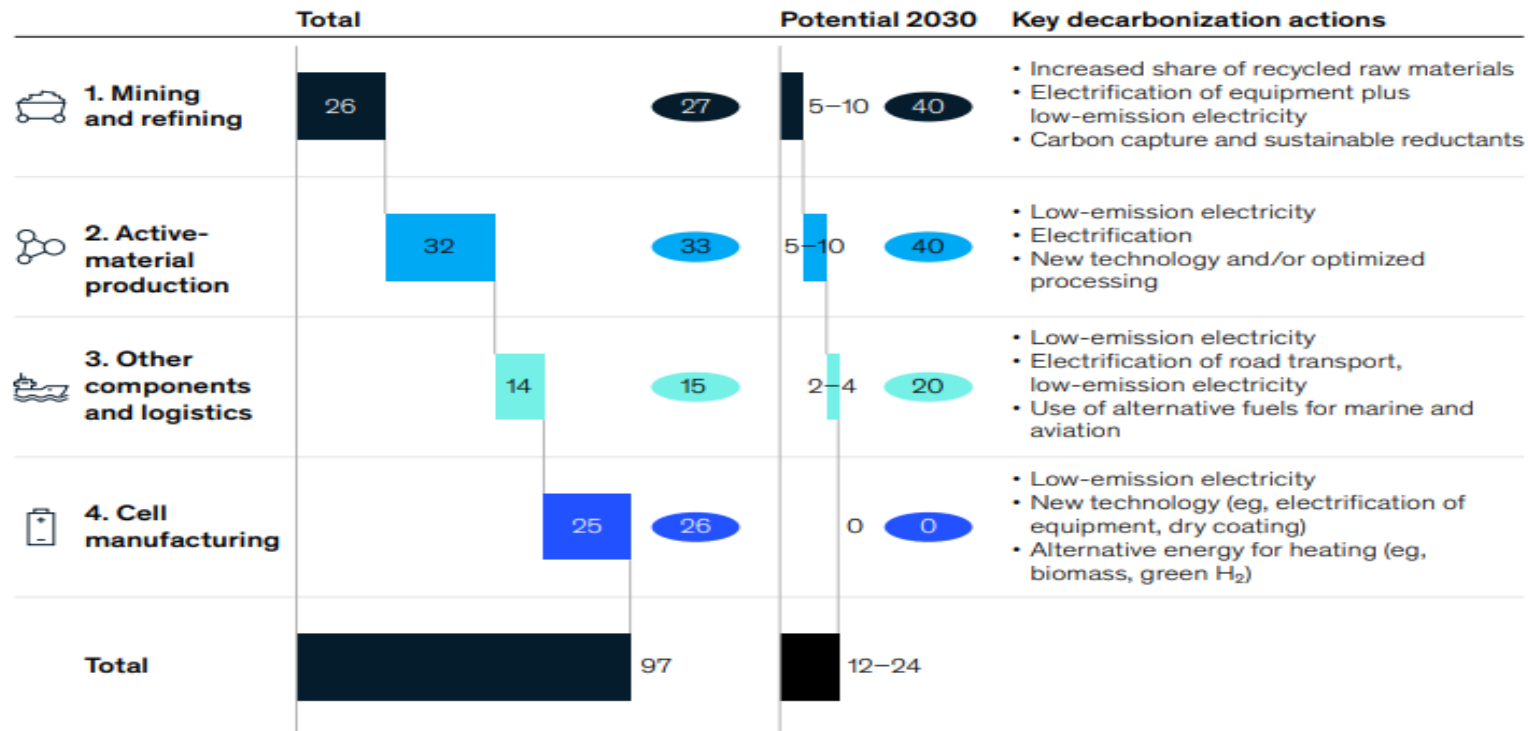 Total Potential 2030 Key decarbonization actions
1. Mining
and refining
26
27
5–10
40
• Increased share of recycled raw materials
• Electrification of equipment plus
low-emission electricity
• Carbon capture and sustainable reductants
2. Active-
material
production
32
33
5–10
40
• Low-emission electricity
• Electrification
• New technology and/or optimized
processing
3. Other
components
and logistics
14
15
2–4
20
• Low-emission electricity
• Electrification of road transport,
low-emission electricity
• Use of alternative fuels for marine and
aviation
4. Cell
manufacturing
25
26
0
0
• Low-emission electricity
• New technology (eg, electrification of
equipment, dry coating)
• Alternative energy for heating (eg,
biomass, green H₂)
Total
97
12–24